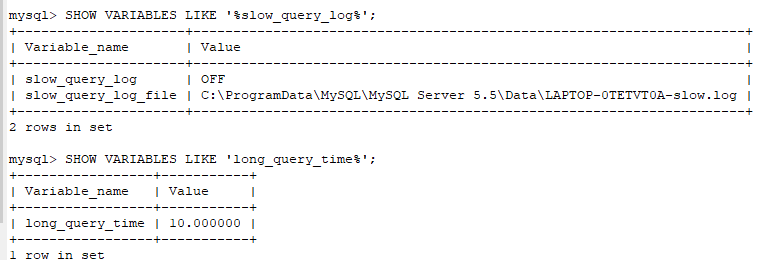 mysql> SHOW VARIABLES LIKE '%slow_query_log%';
+---------------------+---------------------------------------------------------------------+
| Variable_name       | Value                                                               |
+---------------------+---------------------------------------------------------------------+
| slow_query_log      | OFF                                                                 |
| slow_query_log_file | C:\ProgramData\MySQL\MySQL Server 5.5\Data\LAPTOP-0TETVT0A-slow.log |
+---------------------+---------------------------------------------------------------------+
2 rows in set
mysql> SHOW VARIABLES LIKE 'long_query_time%';
+-----------------+-----------+
| Variable_name   | Value     |
+-----------------+-----------+
| long_query_time | 10.000000 |
+-----------------+-----------+
1 row in set